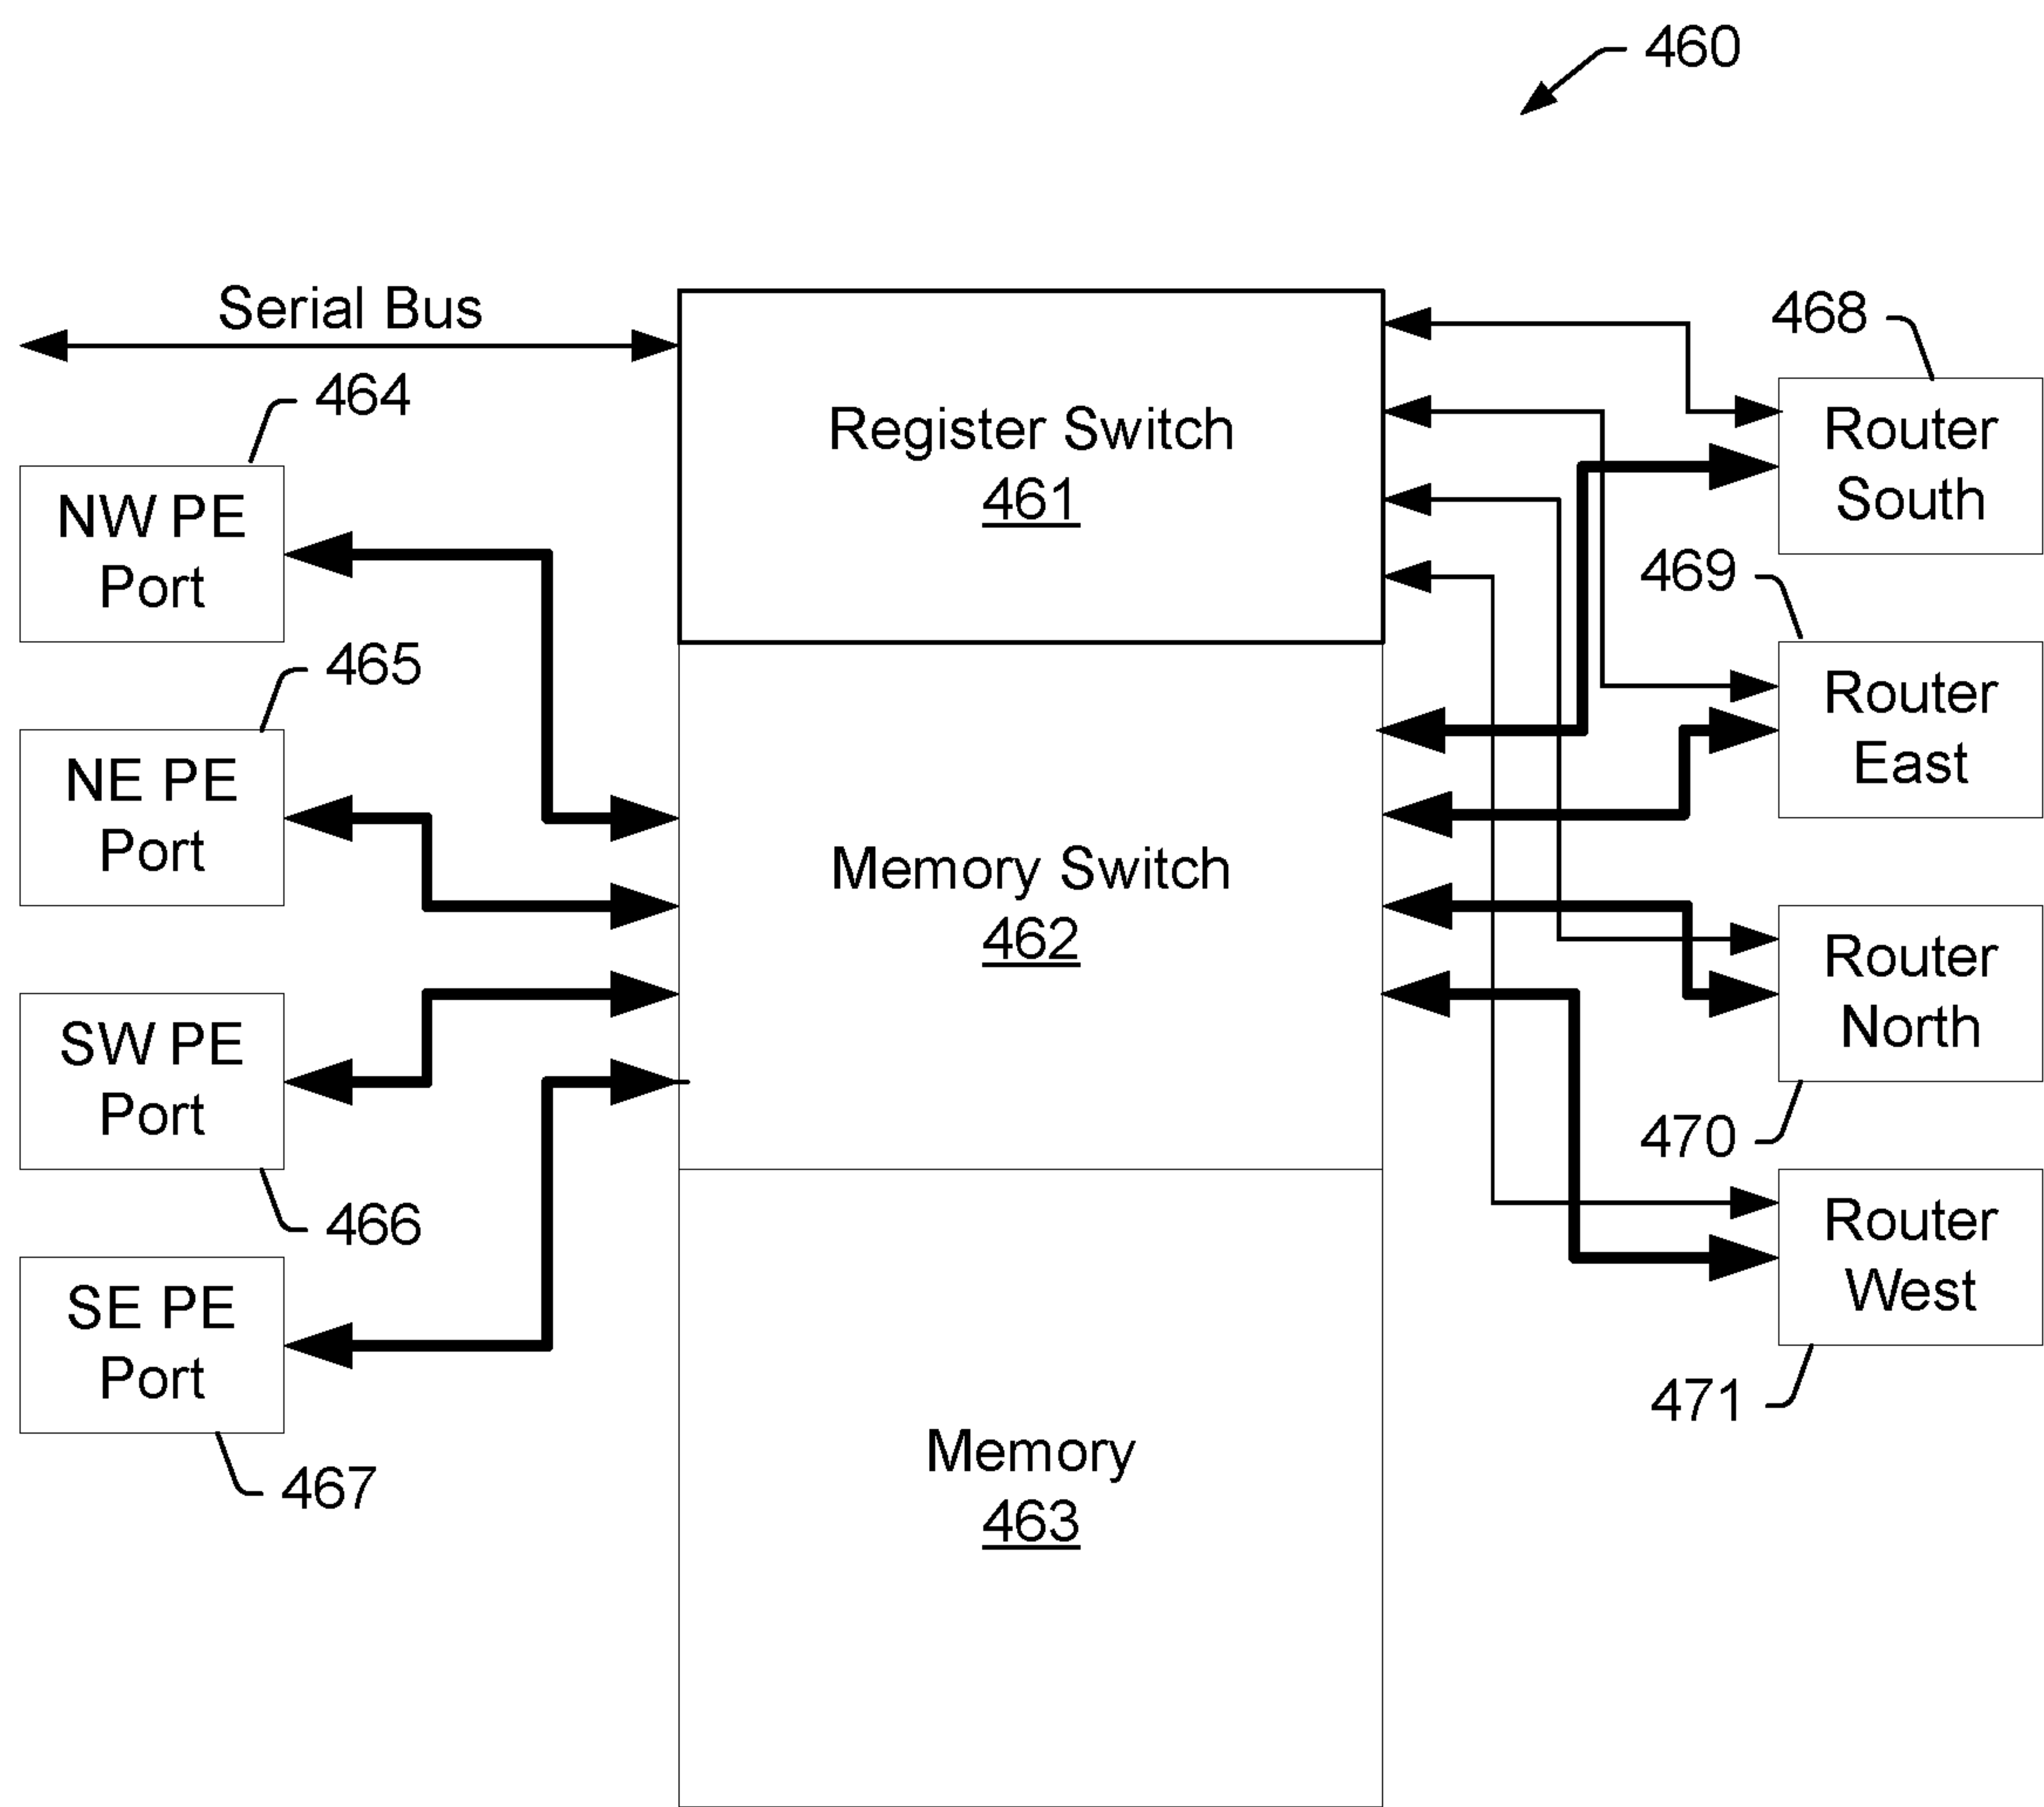 460
Serial Bus
464
NW PE
Port
465
NE PE
Port
SW PE
Port
466
SE PE
Port
467
Register Switch
461
Memory Switch
462
Memory
463
468
Router
South
469
Router
East
Router
North
470
Router
West
471